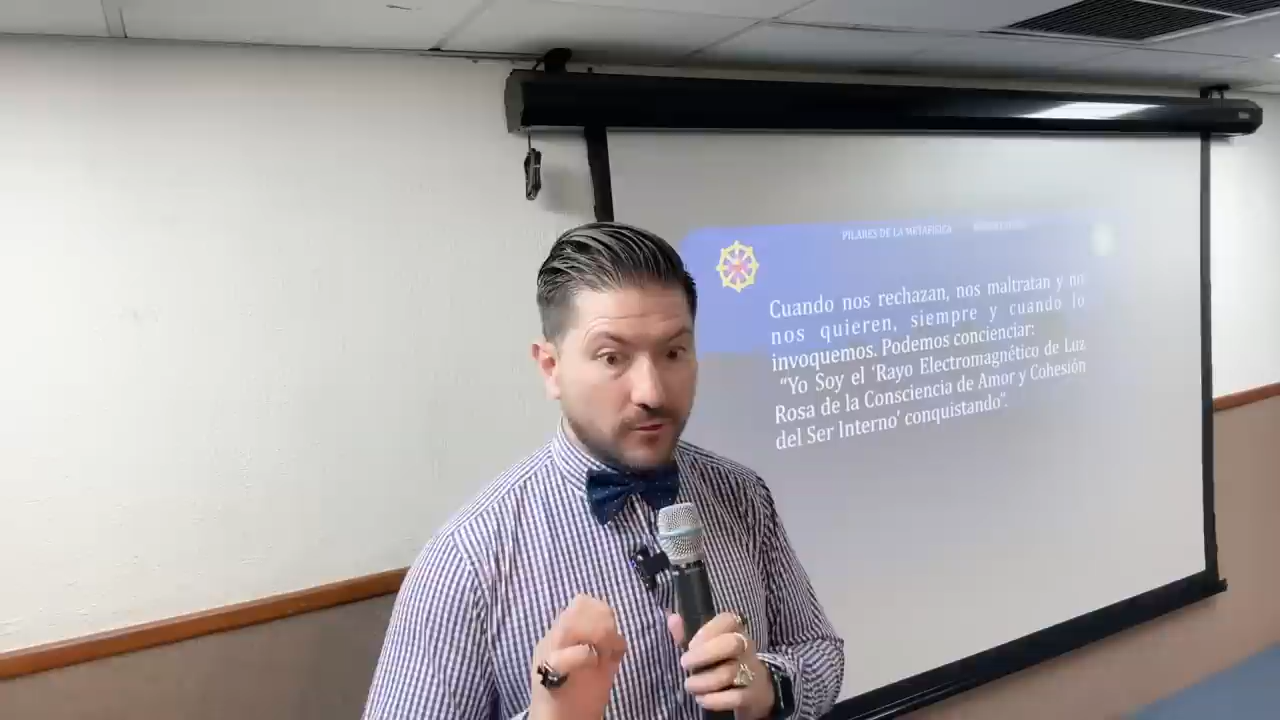 PILARES DE LA METAFÍSICA
Cuando nos rechazan, nos maltratan y no
nos quieren, siempre y cuando lo
invoquemos. Podemos concienciar:
"Yo Soy el 'Rayo Electromagnético de Luz
Rosa de la Consciencia de Amor y Cohesión
del Ser Interno' conquistando".